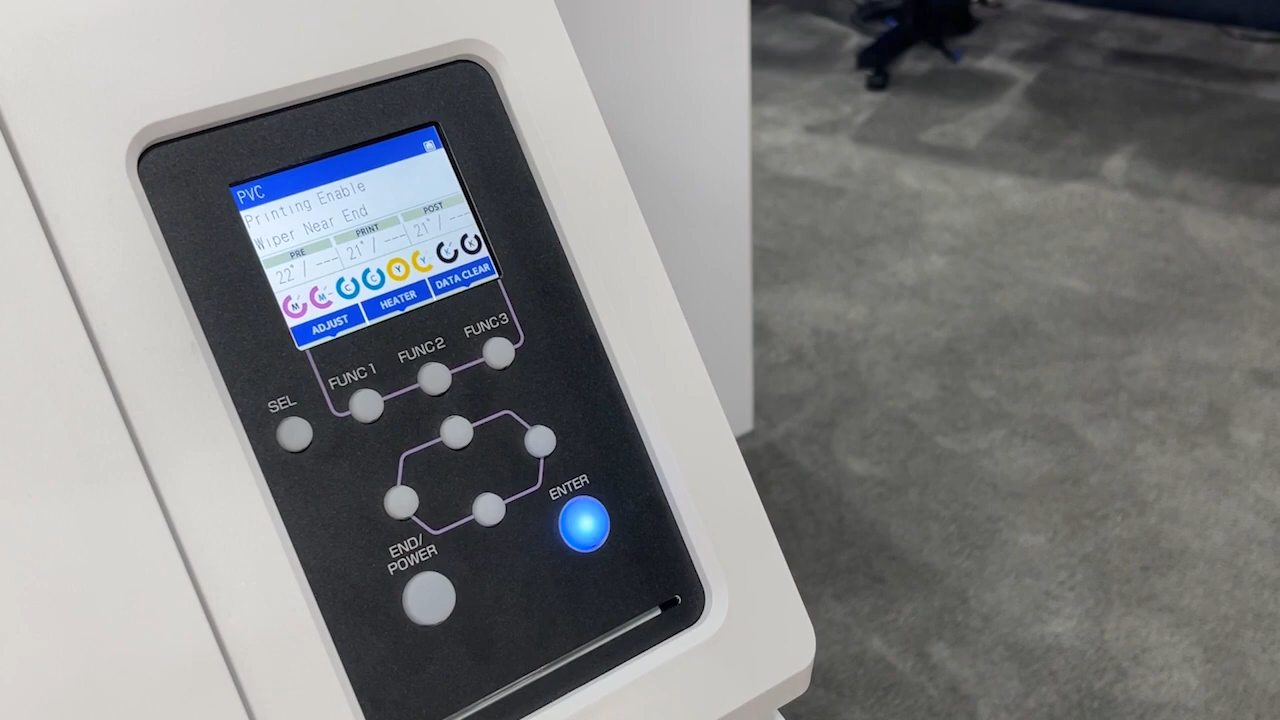 PVC
Printing Enable
Wiper Near End
PRE PRINT POST
22°/ --- 21°/ --- 21°/ ---
M M C C Y Y K K
ADJUST HEATER DATA CLEAR
FUNC1 FUNC2 FUNC3
SEL
ENTER
END/
POWER